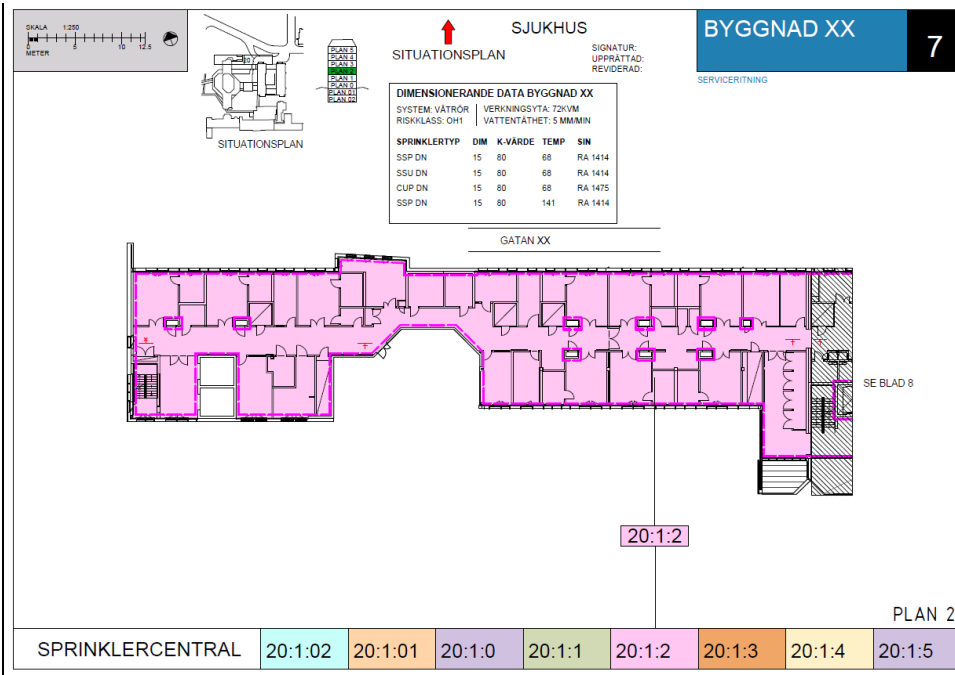 SKALA 1:250
0 5 10 12.5
METER
20
SITUATIONSPLAN
PLAN 5
PLAN 4
PLAN 3
PLAN 2
PLAN 1
PLAN 0
PLAN 01
PLAN 02
SJUKHUS
SITUATIONSPLAN
SIGNATUR:
UPPRÄTTAD:
REVIDERAD:
BYGGNAD XX
7
SERVICERITNING
DIMENSIONERANDE DATA BYGGNAD XX
SYSTEM: VÅTRÖR VERKNINGSYTA: 72KVM
RISKKLASS: OH1 VATTENTÄTHET: 5 MM/MIN
SPRINKLERTYP DIM K-VÄRDE TEMP SIN
SSP DN 15 80 68 RA 1414
SSU DN 15 80 68 RA 1414
CUP DN 15 80 68 RA 1475
SSP DN 15 80 141 RA 1414
GATAN XX
SE BLAD 8
20:1:2
PLAN 2
SPRINKLERCENTRAL 20:1:02 20:1:01 20:1:0 20:1:1 20:1:2 20:1:3 20:1:4 20:1:5